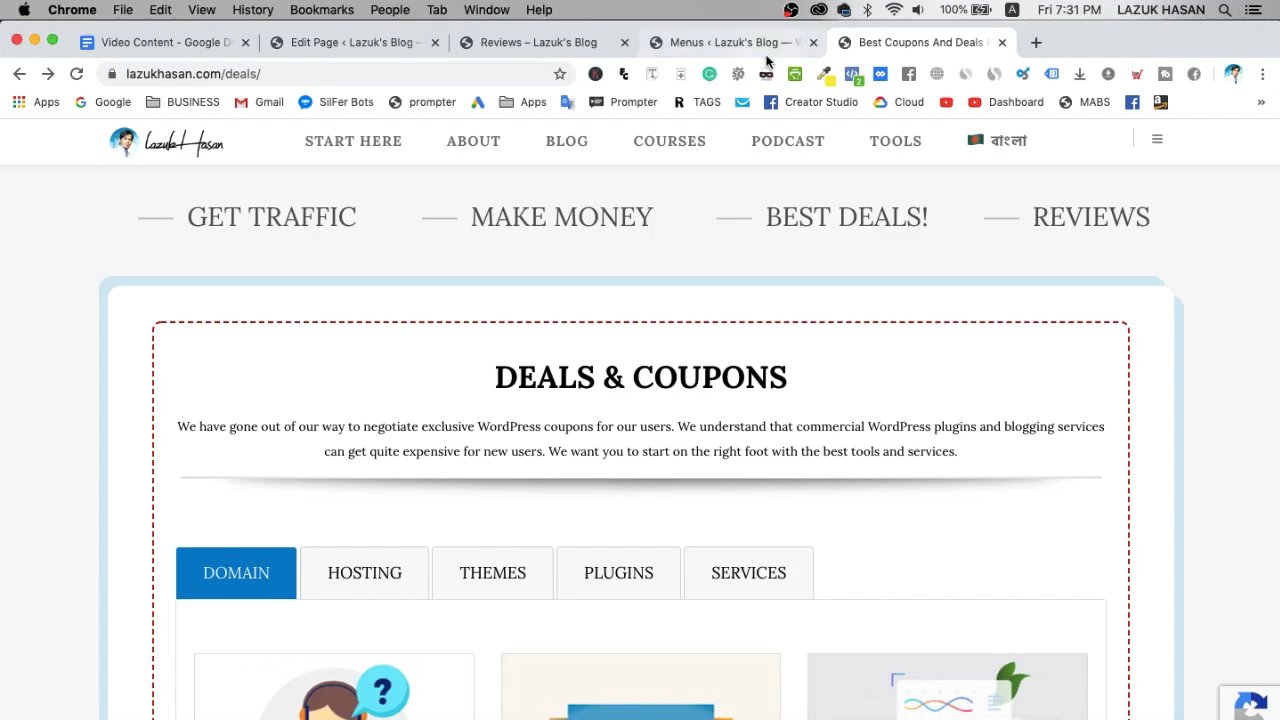 Chrome File Edit View History Bookmarks People Tab Window Help 100% A Fri 7:31 PM LAZUK HASAN
Video Content - Google D Edit Page ‹ Lazuk's Blog — Reviews – Lazuk's Blog Menus ‹ Lazuk's Blog — W Best Coupons And Deals F
lazukhasan.com/deals/
Apps Google BUSINESS Gmail SilFer Bots prompter Apps Prompter R TAGS Creator Studio Cloud Dashboard MABS »
Lazuk Hasan START HERE ABOUT BLOG COURSES PODCAST TOOLS বাংলা
GET TRAFFIC MAKE MONEY BEST DEALS! REVIEWS
DEALS & COUPONS
We have gone out of our way to negotiate exclusive WordPress coupons for our users. We understand that commercial WordPress plugins and blogging services
can get quite expensive for new users. We want you to start on the right foot with the best tools and services.
DOMAIN HOSTING THEMES PLUGINS SERVICES
?